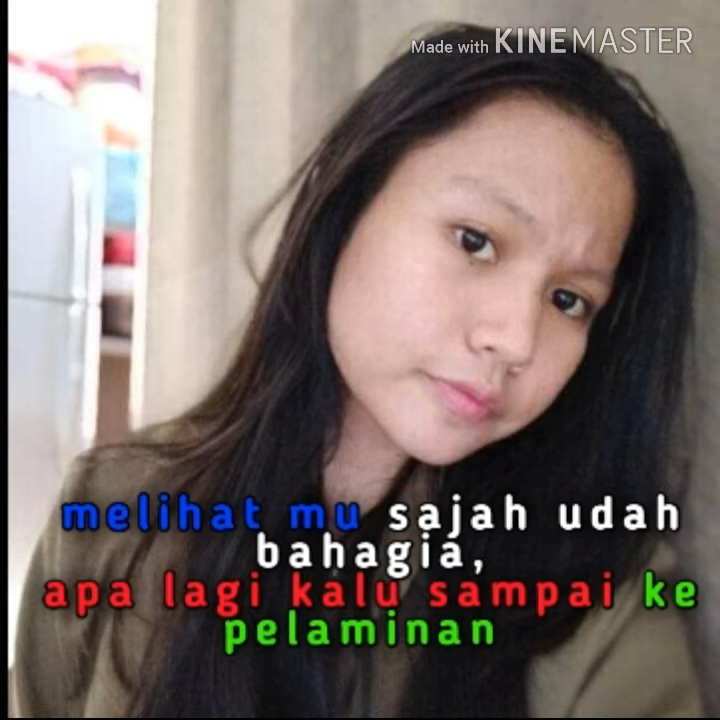 Made with KINEMASTER
melihat mu sajah udah
bahagia,
apa lagi kalu sampai ke
pelaminan